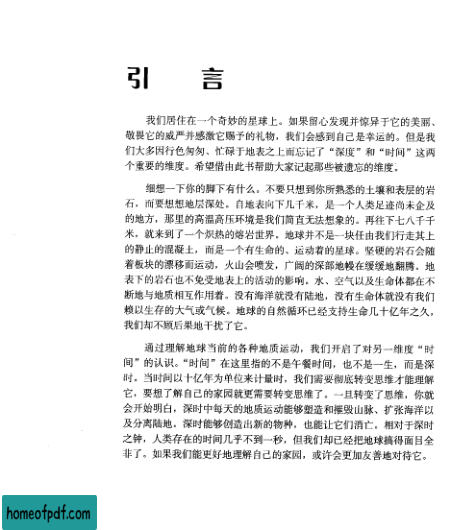 引 言
我们居住在一个奇妙的星球上。如果留心发现并惊异于它的美丽、
敬畏它的威严并感激它赐予的礼物，我们会感到自己是幸运的。但是我
们大多因行色匆匆、忙碌于地表之上而忘记了“深度”和“时间”这两
个重要的维度。希望借由此书帮助大家记起那些被遗忘的维度。
细想一下你的脚下有什么。不要只想到你所熟悉的土壤和表层的岩
石，而要想想地层深处。自地表向下几千米，是一个人类足迹尚未企及
的地方，那里的高温高压环境是我们简直无法想象的。再往下七八千千
米，就来到了一个炽热的熔岩世界。地球并不是一块任由我们行走其上
的静止的混凝土，而是一个有生命的、运动着的星球。坚硬的岩石会随
着板块的漂移而运动，火山会喷发，广阔的深部地幔在缓缓地翻腾。地
表下的岩石也不免受地表上的活动的影响。水、空气以及生命体都在不
断地与地质相互作用着。没有海洋就没有陆地，没有生命体就没有我们
赖以生存的大气或气候。地球的自然循环已经支持生命几十亿年之久，
我们却不顾后果地干扰了它。
通过理解地球当前的各种地质运动，我们开启了对另一维度“时
间”的认识。“时间”在这里指的不是午餐时间，也不是一生，而是深
时。当时间以十亿年为单位来计量时，我们需要彻底转变思维才能理解
它，要想了解自己的家园就更需要转变思维了。一旦转变了思维，你就
会开始明白，深时中每天的地质运动能够塑造和摧毁山脉、扩张海洋以
及分离陆地。深时能够创造出新的物种，也能让它们消亡。相对于深时
之钟，人类存在的时间几乎不到一秒，但我们却已经把地球搞得面目全
非了。如果我们能更好地理解自己的家园，或许会更加友善地对待它。
homeofpdf.com